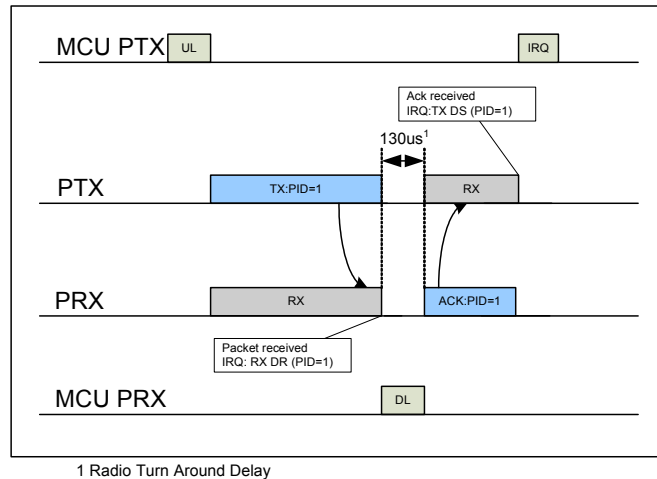 MCU PTX
UL
IRQ
Ack received
IRQ:TX DS (PID=1)
130us1
PTX
TX:PID=1
RX
PRX
RX
ACK:PID=1
Packet received
IRQ: RX DR (PID=1)
MCU PRX
DL
1 Radio Turn Around Delay